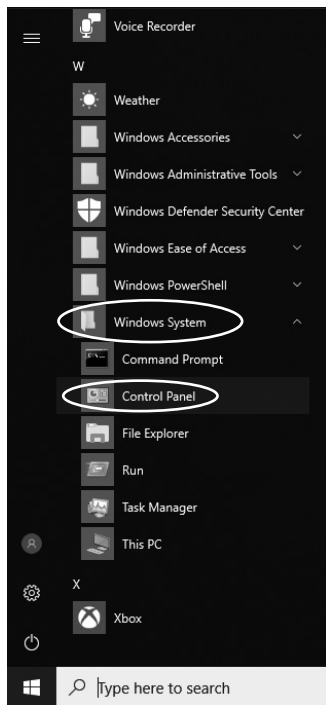 Voice Recorder
W
Weather
Windows Accessories
Windows Administrative Tools
Windows Defender Security Center
Windows Ease of Access
Windows PowerShell
Windows System
Command Prompt
Control Panel
File Explorer
Run
Task Manager
This PC
X
Xbox
Type here to search